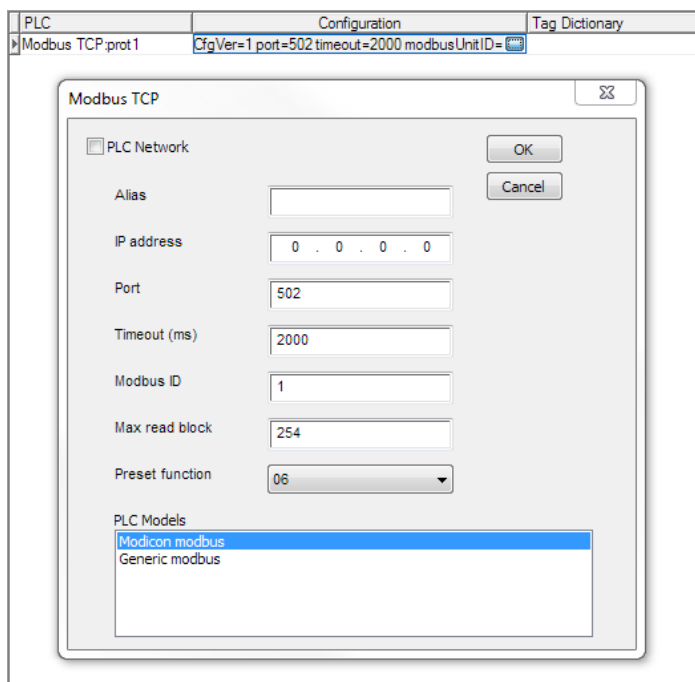 PLC Configuration Tag Dictionary
Modbus TCP:prot1 CfgVer=1 port=502 timeout=2000 modbusUnitID=
Modbus TCP
PLC Network
OK
Cancel
Alias
IP address 0 . 0 . 0 . 0
Port 502
Timeout (ms) 2000
Modbus ID 1
Max read block 254
Preset function 06
PLC Models
Modicon modbus
Generic modbus